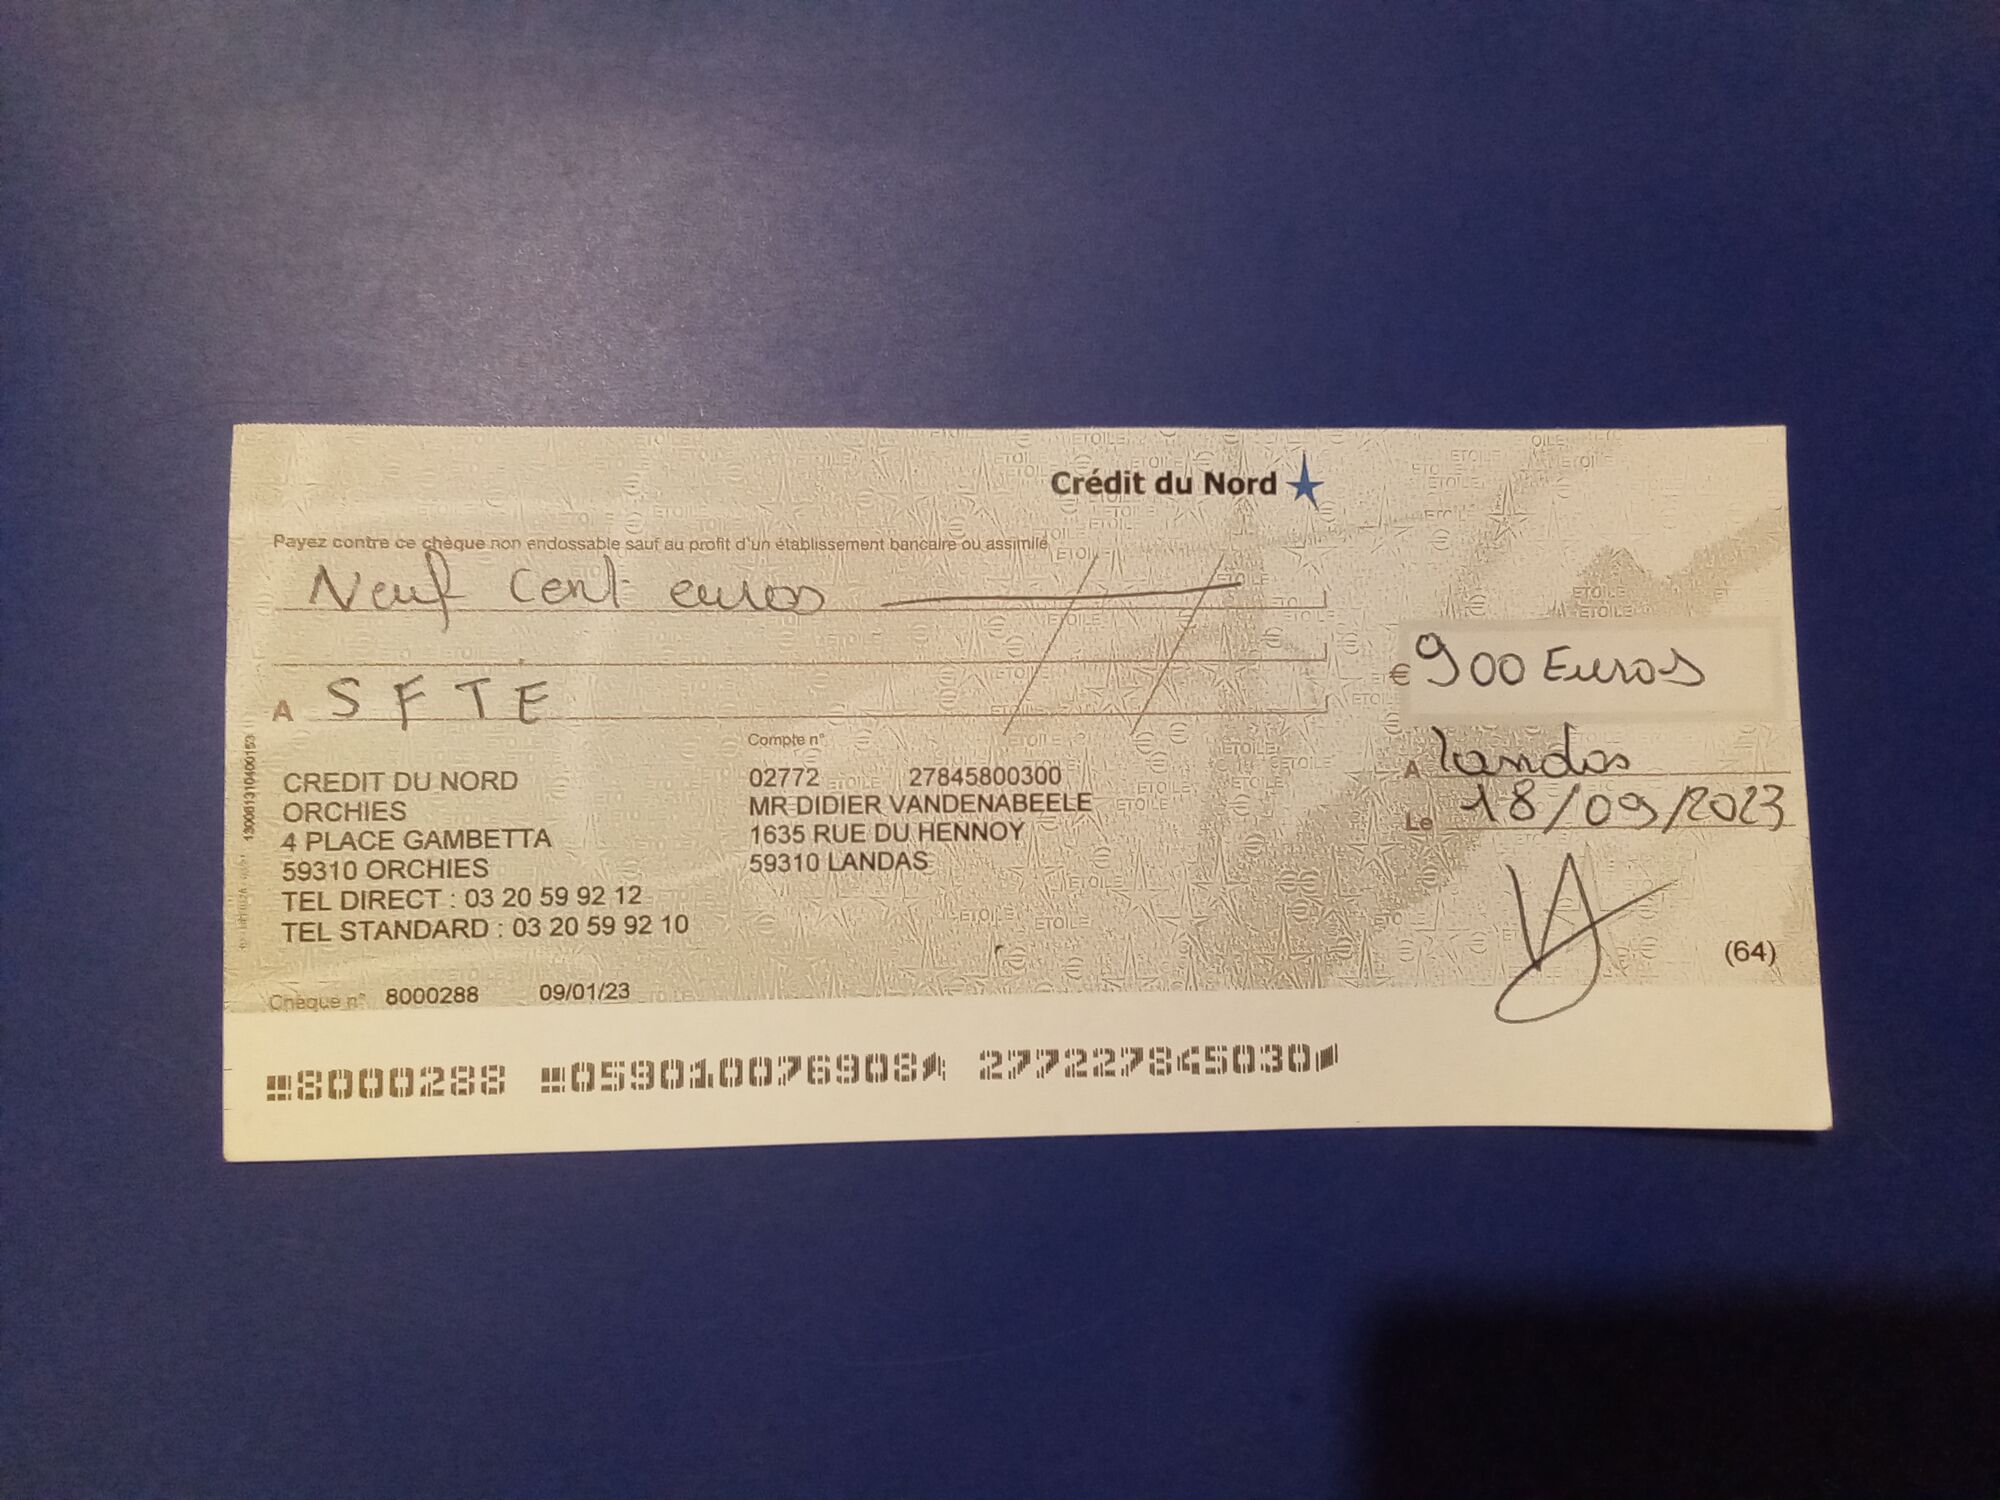 Crédit du Nord
Payez contre ce chèque non endossable sauf au profit d'un établissement bancaire ou assimilé
Neuf cent euros
€ 900 Euros
A SFTE
A Landas
Le 18/09/2023
CREDIT DU NORD
ORCHIES
4 PLACE GAMBETTA
59310 ORCHIES
TEL DIRECT : 03 20 59 92 12
TEL STANDARD : 03 20 59 92 10
Compte n°
02772 27845800300
MR DIDIER VANDENABEELE
1635 RUE DU HENNOY
59310 LANDAS
(64)
Chèque n° 8000288 09/01/23
8000288 059010076908 277227845030